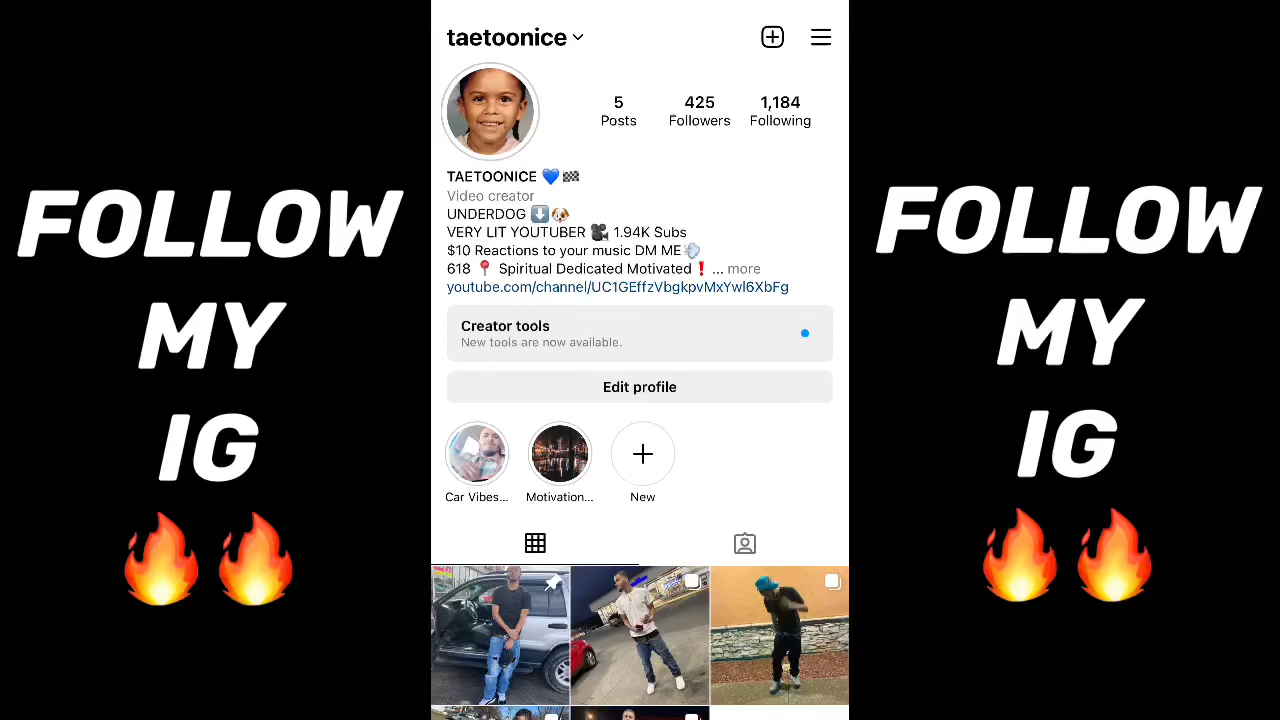 FOLLOW
MY
IG
🔥🔥
taetoonice
5
Posts
425
Followers
1,184
Following
TAETOONICE 💙🏁
Video creator
UNDERDOG ⬇️🐶
VERY LIT YOUTUBER 🎥 1.94K Subs
$10 Reactions to your music DM ME💨
618 📍 Spiritual Dedicated Motivated❗ ... more
youtube.com/channel/UC1GEffzVbgkpvMxYwl6XbFg
Creator tools
New tools are now available.
Edit profile
Car Vibes...
Motivation...
New
FOLLOW
MY
IG
🔥🔥